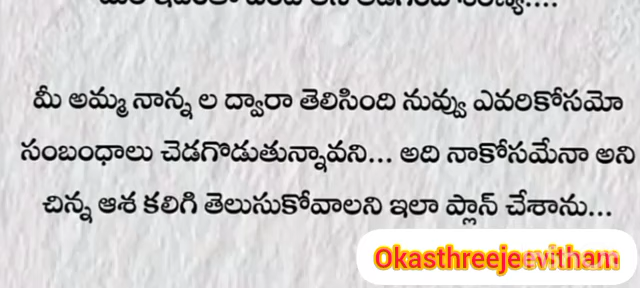 మీ అమ్మ నాన్న ల ద్వారా తెలిసింది నువ్వు ఎవరికోసమో
సంబంధాలు చెడగొడుతున్నావని... అది నాకోసమేనా అని
చిన్న ఆశ కలిగి తెలుసుకోవాలని ఇలా ప్లాన్ చేశాను...
Okasthreejeevitham